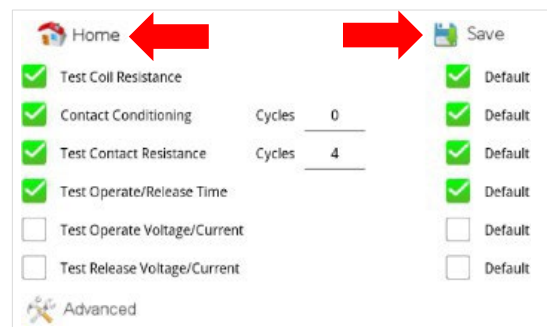 Home Save
Test Coil Resistance Default
Contact Conditioning Cycles 0 Default
Test Contact Resistance Cycles 4 Default
Test Operate/Release Time Default
Test Operate Voltage/Current Default
Test Release Voltage/Current Default
Advanced